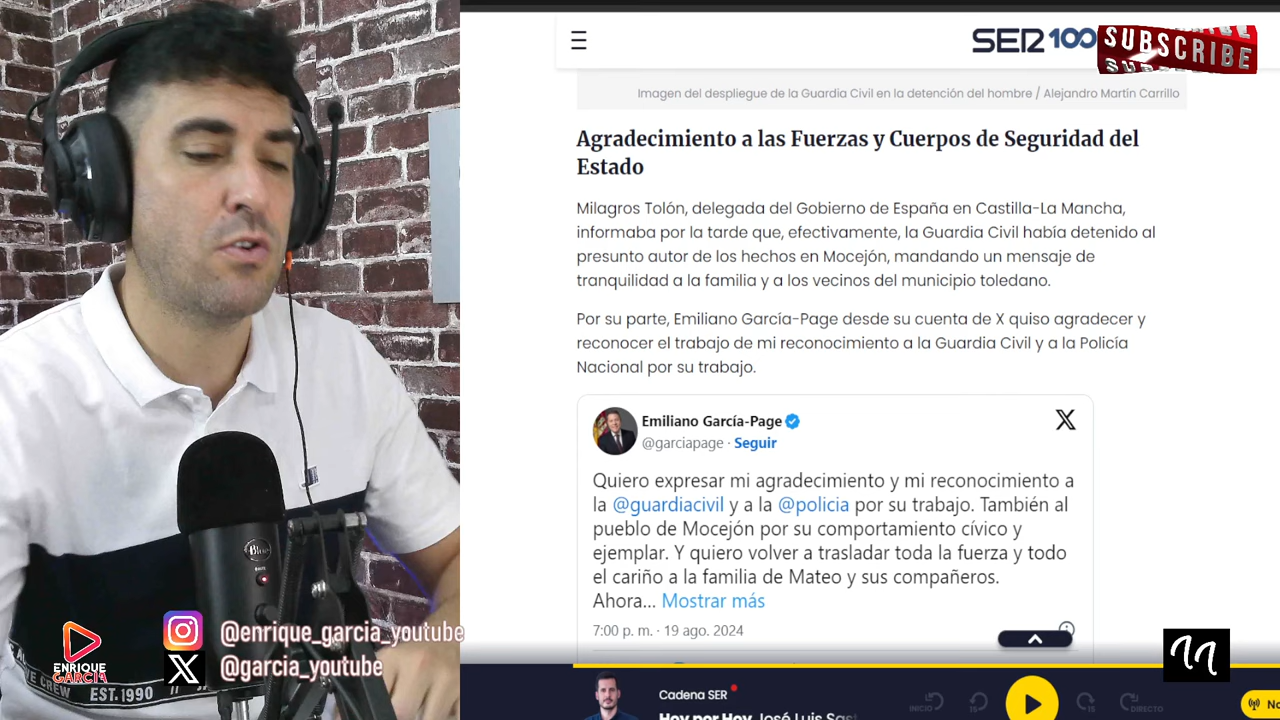 SER 100
SUBSCRIBE
Imagen del despliegue de la Guardia Civil en la detención del hombre / Alejandro Martín Carrillo
Agradecimiento a las Fuerzas y Cuerpos de Seguridad del
Estado
Milagros Tolón, delegada del Gobierno de España en Castilla-La Mancha,
informaba por la tarde que, efectivamente, la Guardia Civil había detenido al
presunto autor de los hechos en Mocejón, mandando un mensaje de
tranquilidad a la familia y a los vecinos del municipio toledano.
Por su parte, Emiliano García-Page desde su cuenta de X quiso agradecer y
reconocer el trabajo de mi reconocimiento a la Guardia Civil y a la Policía
Nacional por su trabajo.
Emiliano García-Page
@garciapage · Seguir
Quiero expresar mi agradecimiento y mi reconocimiento a
la @guardiacivil y a la @policia por su trabajo. También al
pueblo de Mocejón por su comportamiento cívico y
ejemplar. Y quiero volver a trasladar toda la fuerza y todo
el cariño a la familia de Mateo y sus compañeros.
Ahora... Mostrar más
7:00 p. m. · 19 ago. 2024
Cadena SER
Hoy por Hoy José Luis
INICIO
15
15
DIRECTO
Blue
@enrique_garcia_youtube
@garcia_youtube
ENRIQUE
GARCIA
CREW EST. 1990